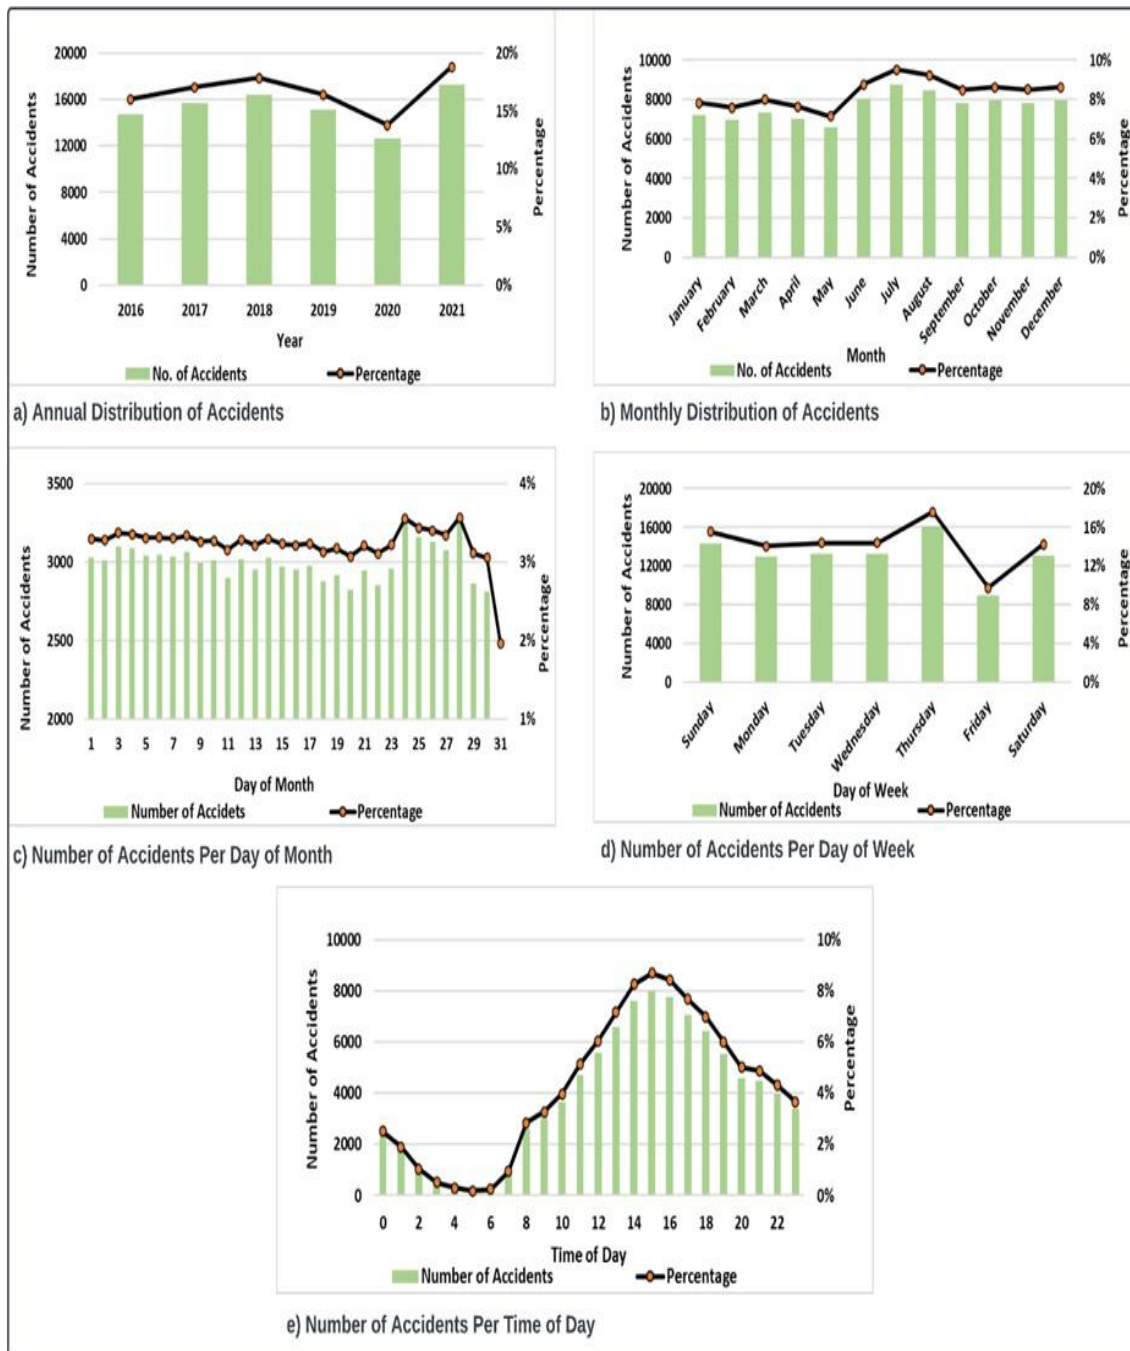 20000
16000
12000
8000
4000
0
20%
15%
10%
5%
0%
Number of Accidents
Percentage
2016 2017 2018 2019 2020 2021
Year
No. of Accidents Percentage
a) Annual Distribution of Accidents
10000
8000
6000
4000
2000
0
10%
8%
6%
4%
2%
0%
Number of Accidents
Percentage
January February March April May June July August September October November December
Month
No. of Accidents Percentage
b) Monthly Distribution of Accidents
3500
3000
2500
2000
4%
3%
2%
1%
Number of Accidents
Percentage
1 3 5 7 9 11 13 15 17 19 21 23 25 27 29 31
Day of Month
Number of Accidets Percentage
c) Number of Accidents Per Day of Month
20000
16000
12000
8000
4000
0
20%
16%
12%
8%
4%
0%
Number of Accidents
Percentage
Sunday Monday Tuesday Wednesday Thursday Friday Saturday
Day of Week
Number of Accidents Percentage
d) Number of Accidents Per Day of Week
10000
8000
6000
4000
2000
0
10%
8%
6%
4%
2%
0%
Number of Accidents
Percentage
0 2 4 6 8 10 12 14 16 18 20 22
Time of Day
Number of Accidents Percentage
e) Number of Accidents Per Time of Day